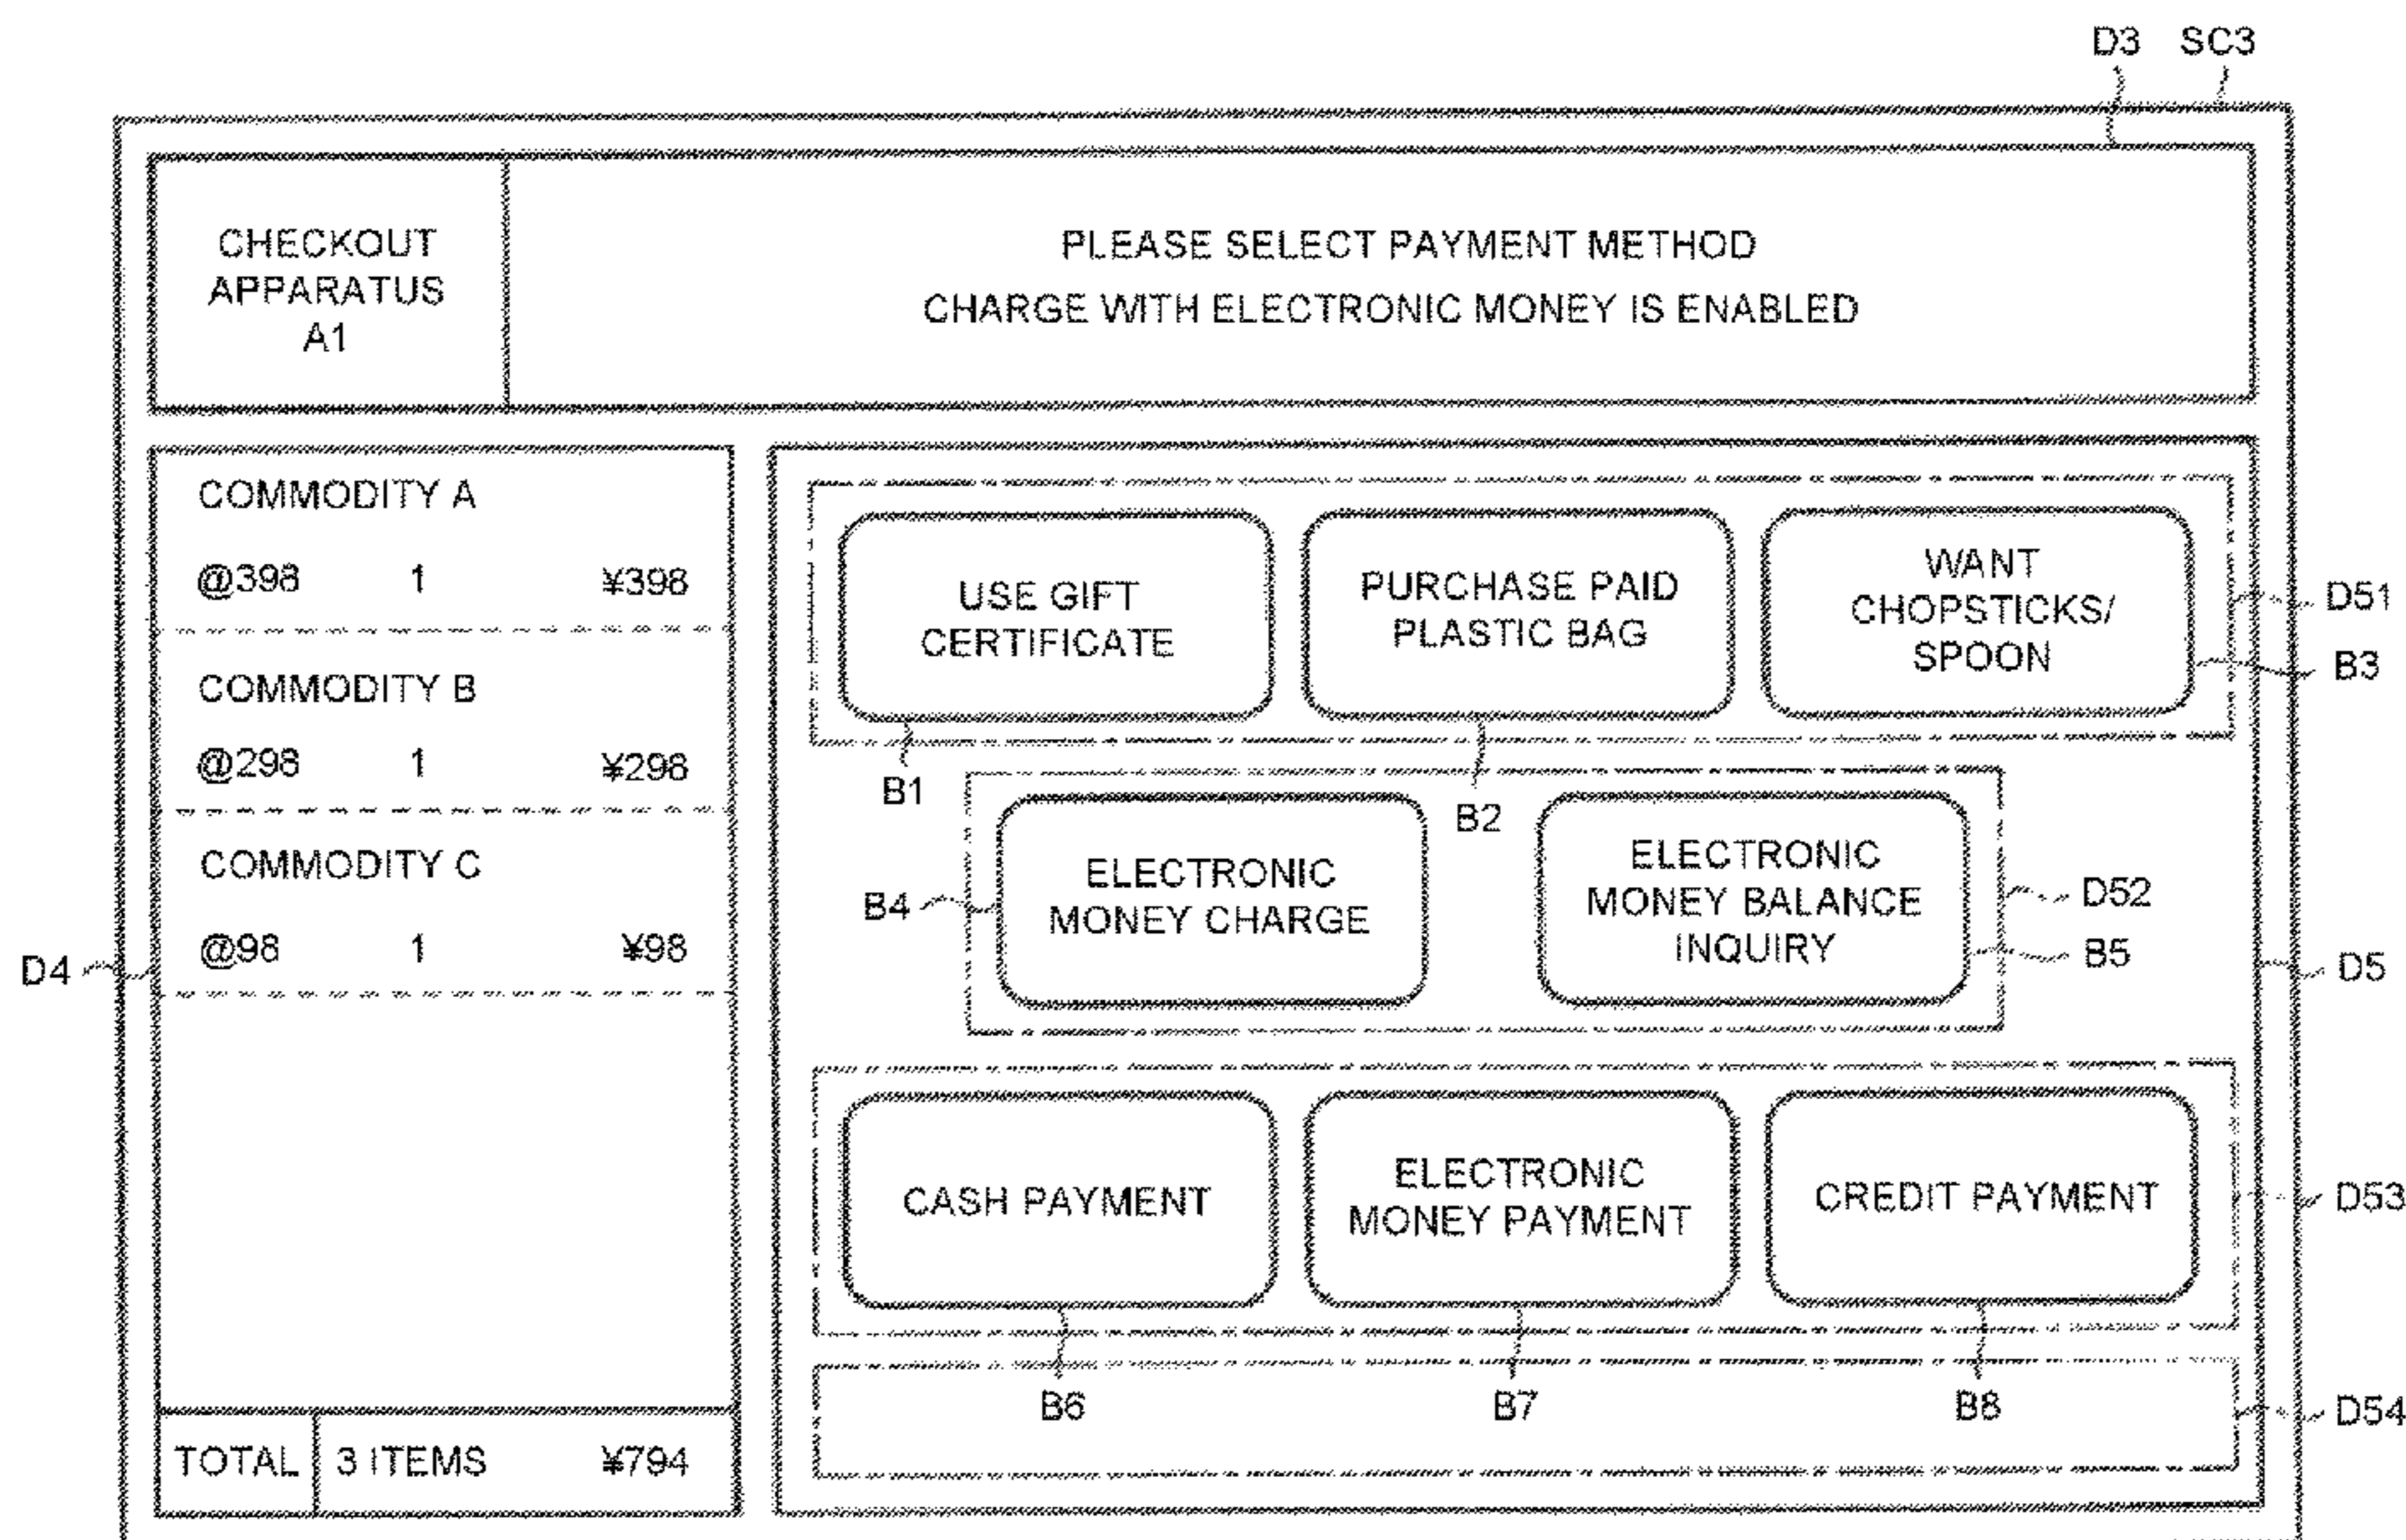 D3 SC3
CHECKOUT
APPARATUS
A1
PLEASE SELECT PAYMENT METHOD
CHARGE WITH ELECTRONIC MONEY IS ENABLED
COMMODITY A
@398 1 ¥398
COMMODITY B
@298 1 ¥298
COMMODITY C
@98 1 ¥98
D4
TOTAL 3 ITEMS ¥794
USE GIFT
CERTIFICATE
PURCHASE PAID
PLASTIC BAG
WANT
CHOPSTICKS/
SPOON
D51
B3
B1
B2
ELECTRONIC
MONEY CHARGE
B4
ELECTRONIC
MONEY BALANCE
INQUIRY
D52
B5
D5
CASH PAYMENT
ELECTRONIC
MONEY PAYMENT
CREDIT PAYMENT
D53
B6
B7
B8
D54